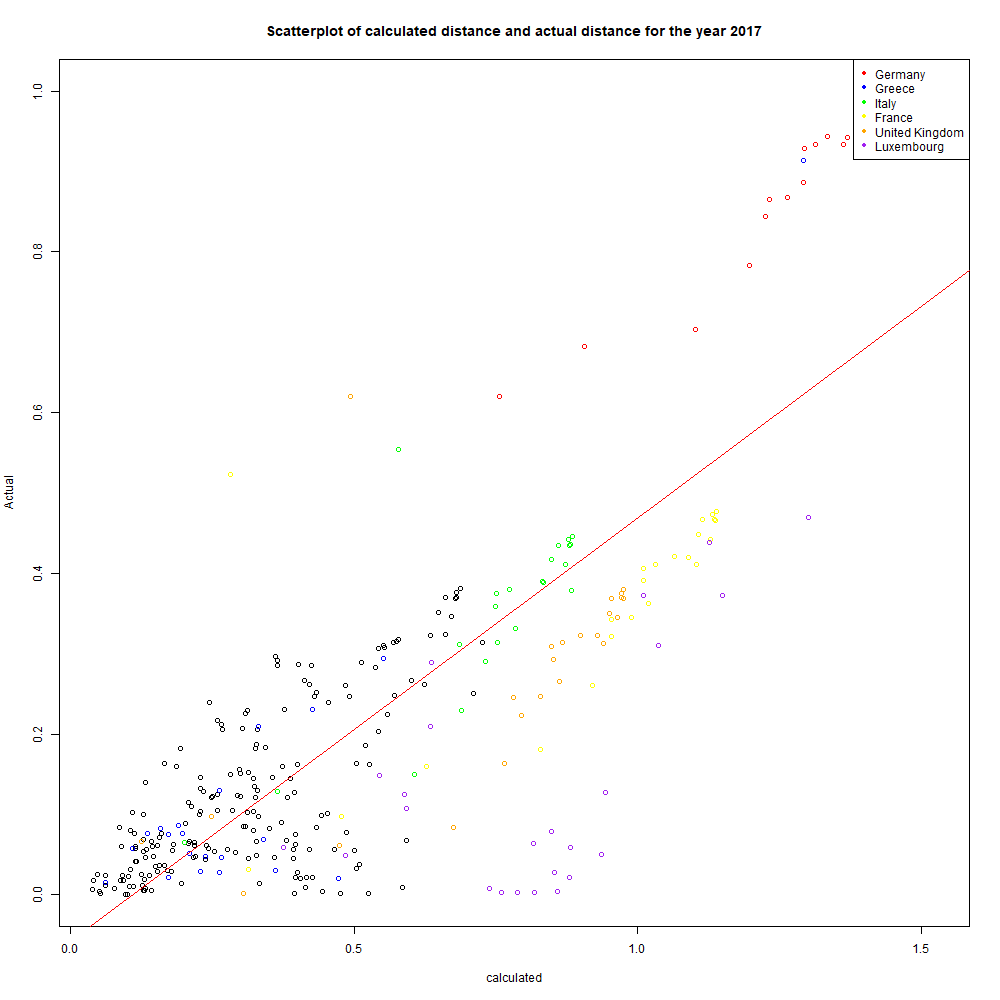 Scatterplot of calculated distance and actual distance for the year 2017
Germany
Greece
Italy
France
United Kingdom
Luxembourg
Actual
1.0
0.8
0.6
0.4
0.2
0.0
0.0 0.5 1.0 1.5
calculated